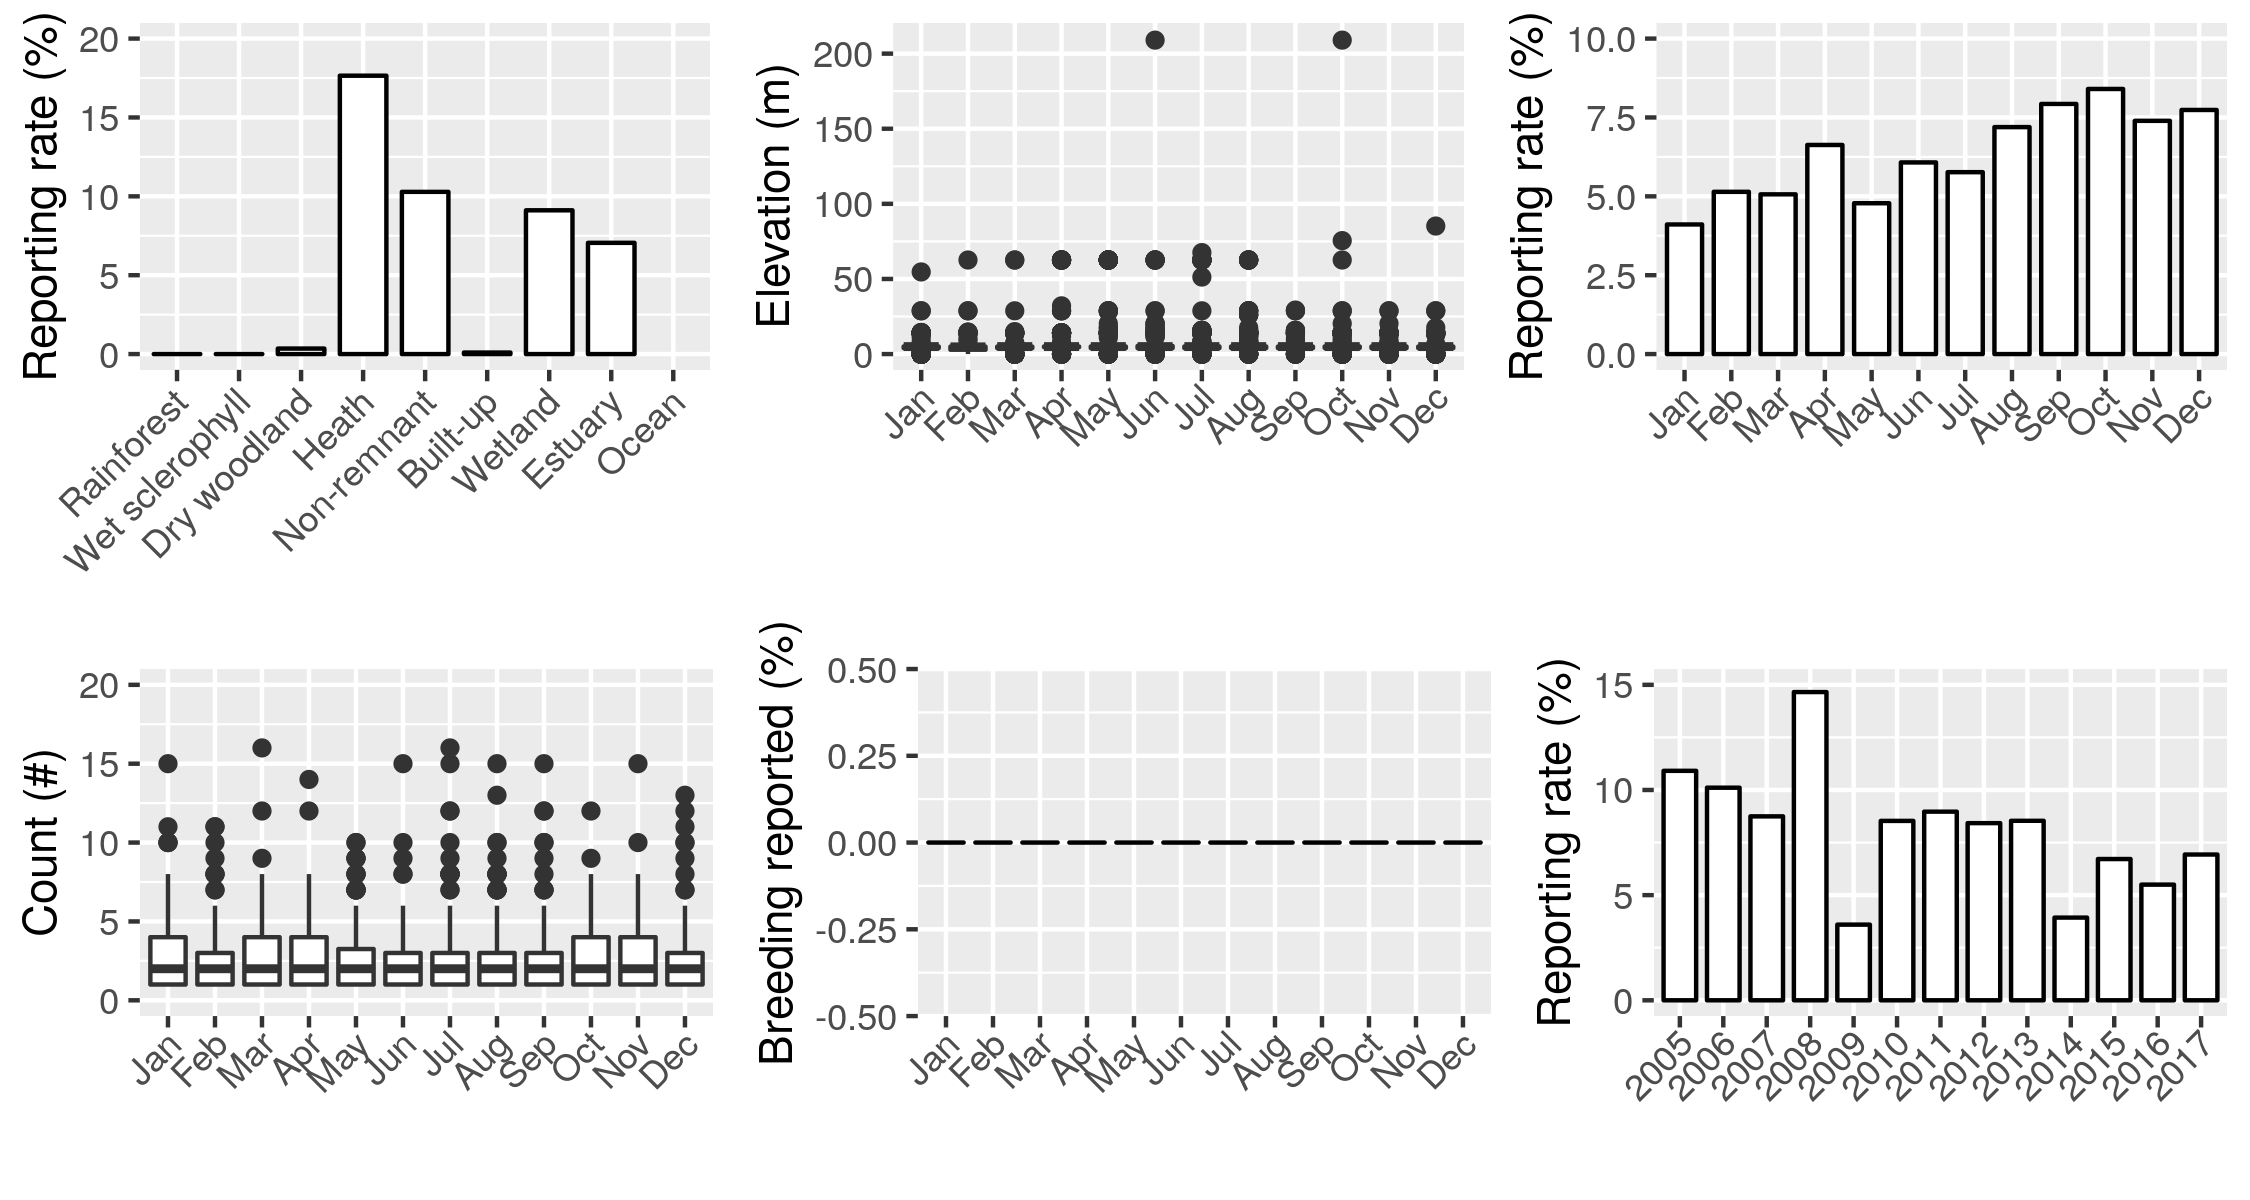 Reporting rate (%)
20
15
10
5
0
Rainforest
Wet sclerophyll
Dry woodland
Heath
Non-remnant
Built-up
Wetland
Estuary
Ocean
Elevation (m)
200
150
100
50
0
Jan
Feb
Mar
Apr
May
Jun
Jul
Aug
Sep
Oct
Nov
Dec
Reporting rate (%)
10.0
7.5
5.0
2.5
0.0
Jan
Feb
Mar
Apr
May
Jun
Jul
Aug
Sep
Oct
Nov
Dec
Count (#)
20
15
10
5
0
Jan
Feb
Mar
Apr
May
Jun
Jul
Aug
Sep
Oct
Nov
Dec
Breeding reported (%)
0.50
0.25
0.00
-0.25
-0.50
Jan
Feb
Mar
Apr
May
Jun
Jul
Aug
Sep
Oct
Nov
Dec
Reporting rate (%)
15
10
5
0
2005
2006
2007
2008
2009
2010
2011
2012
2013
2014
2015
2016
2017